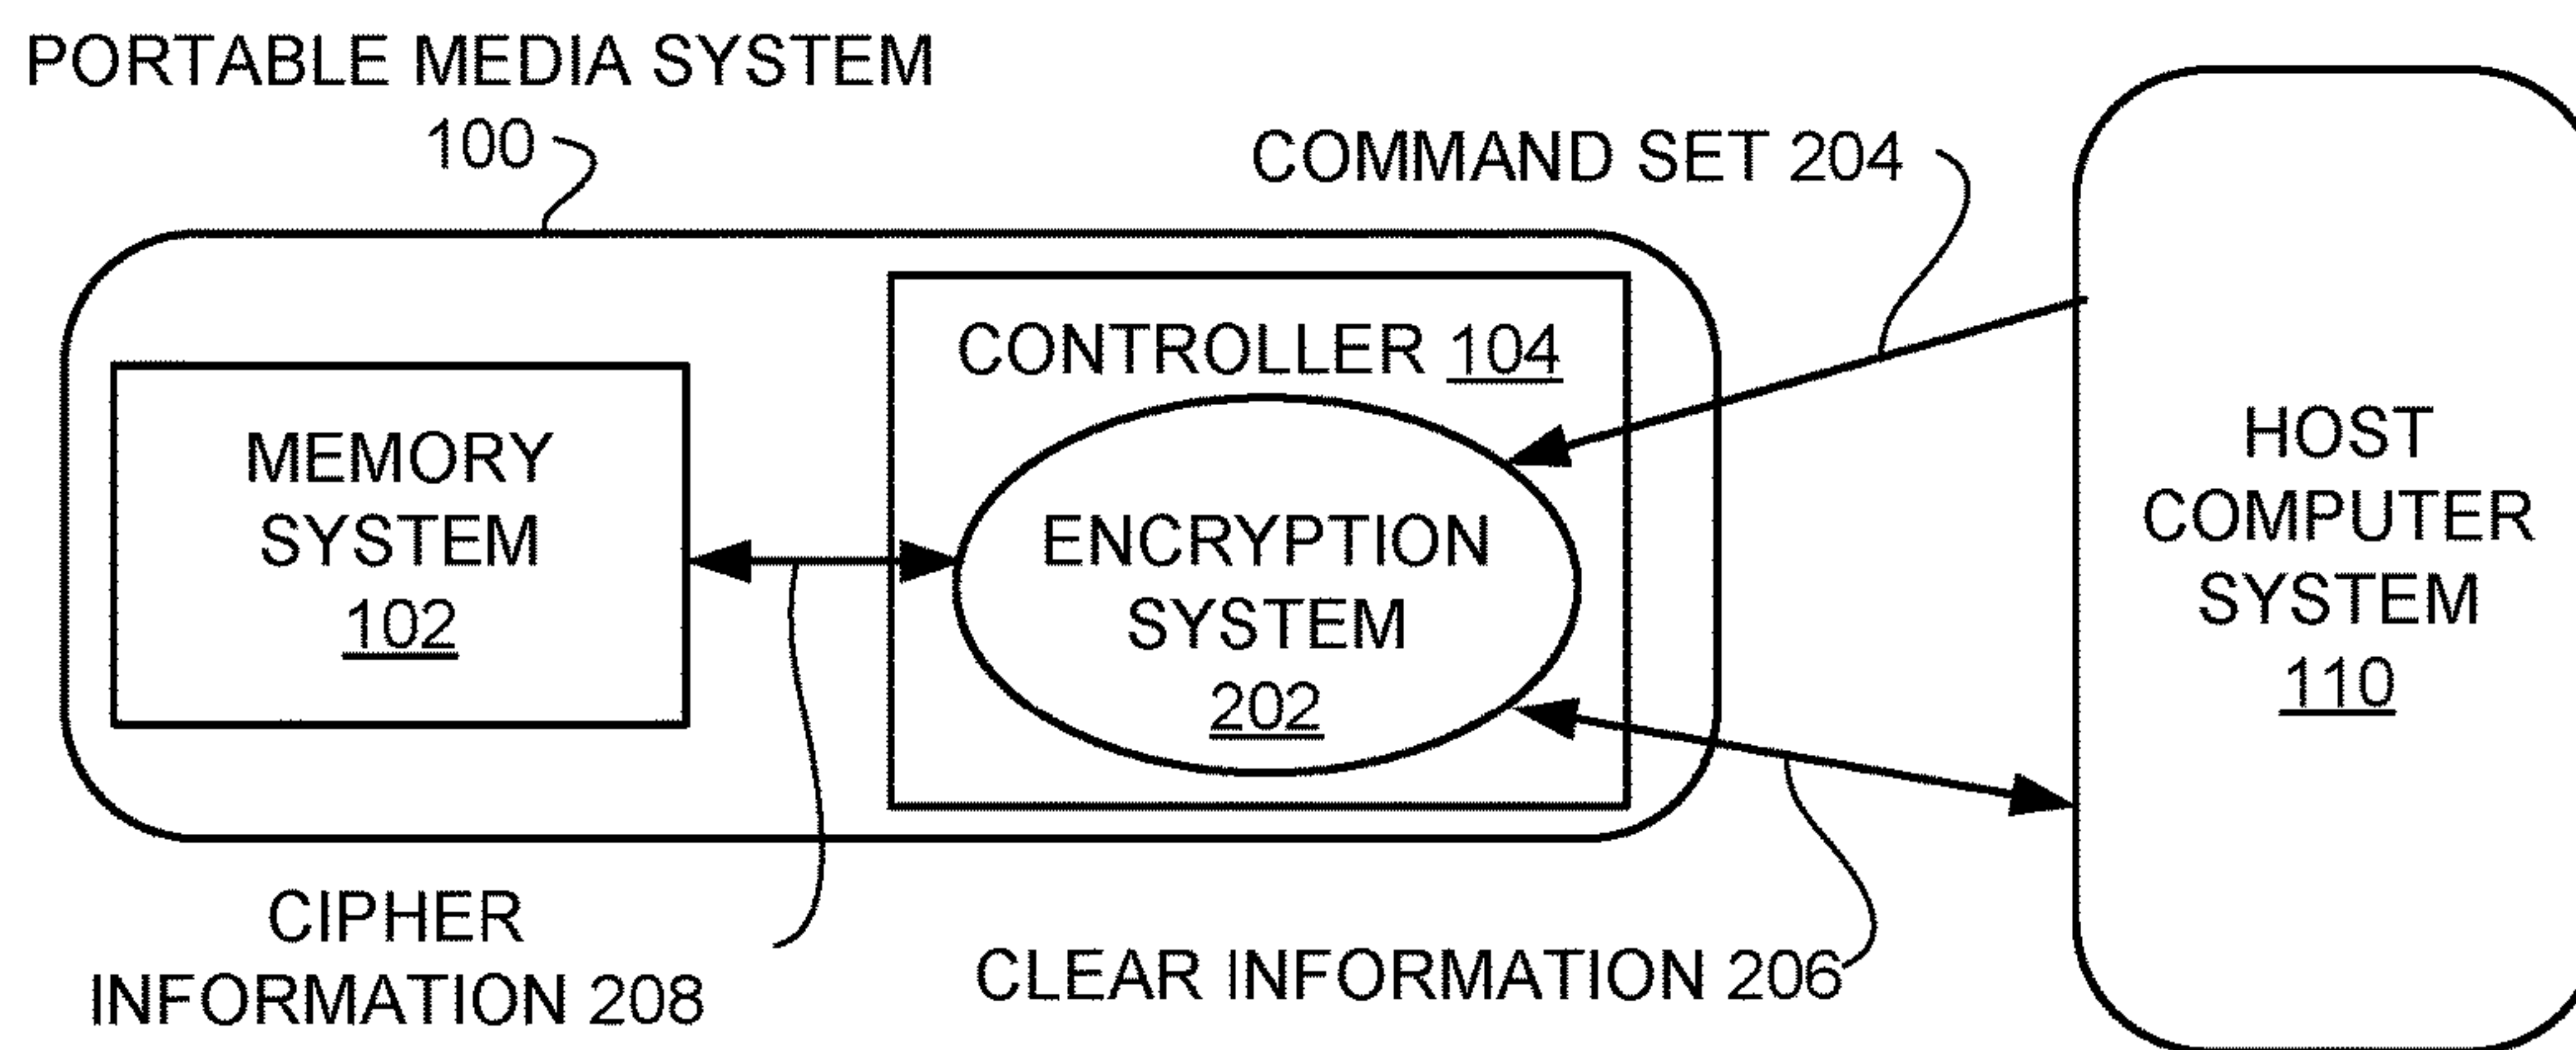 PORTABLE MEDIA SYSTEM
100
COMMAND SET 204
CONTROLLER 104
MEMORY
SYSTEM
102
ENCRYPTION
SYSTEM
202
HOST
COMPUTER
SYSTEM
110
CIPHER
INFORMATION 208
CLEAR INFORMATION 206